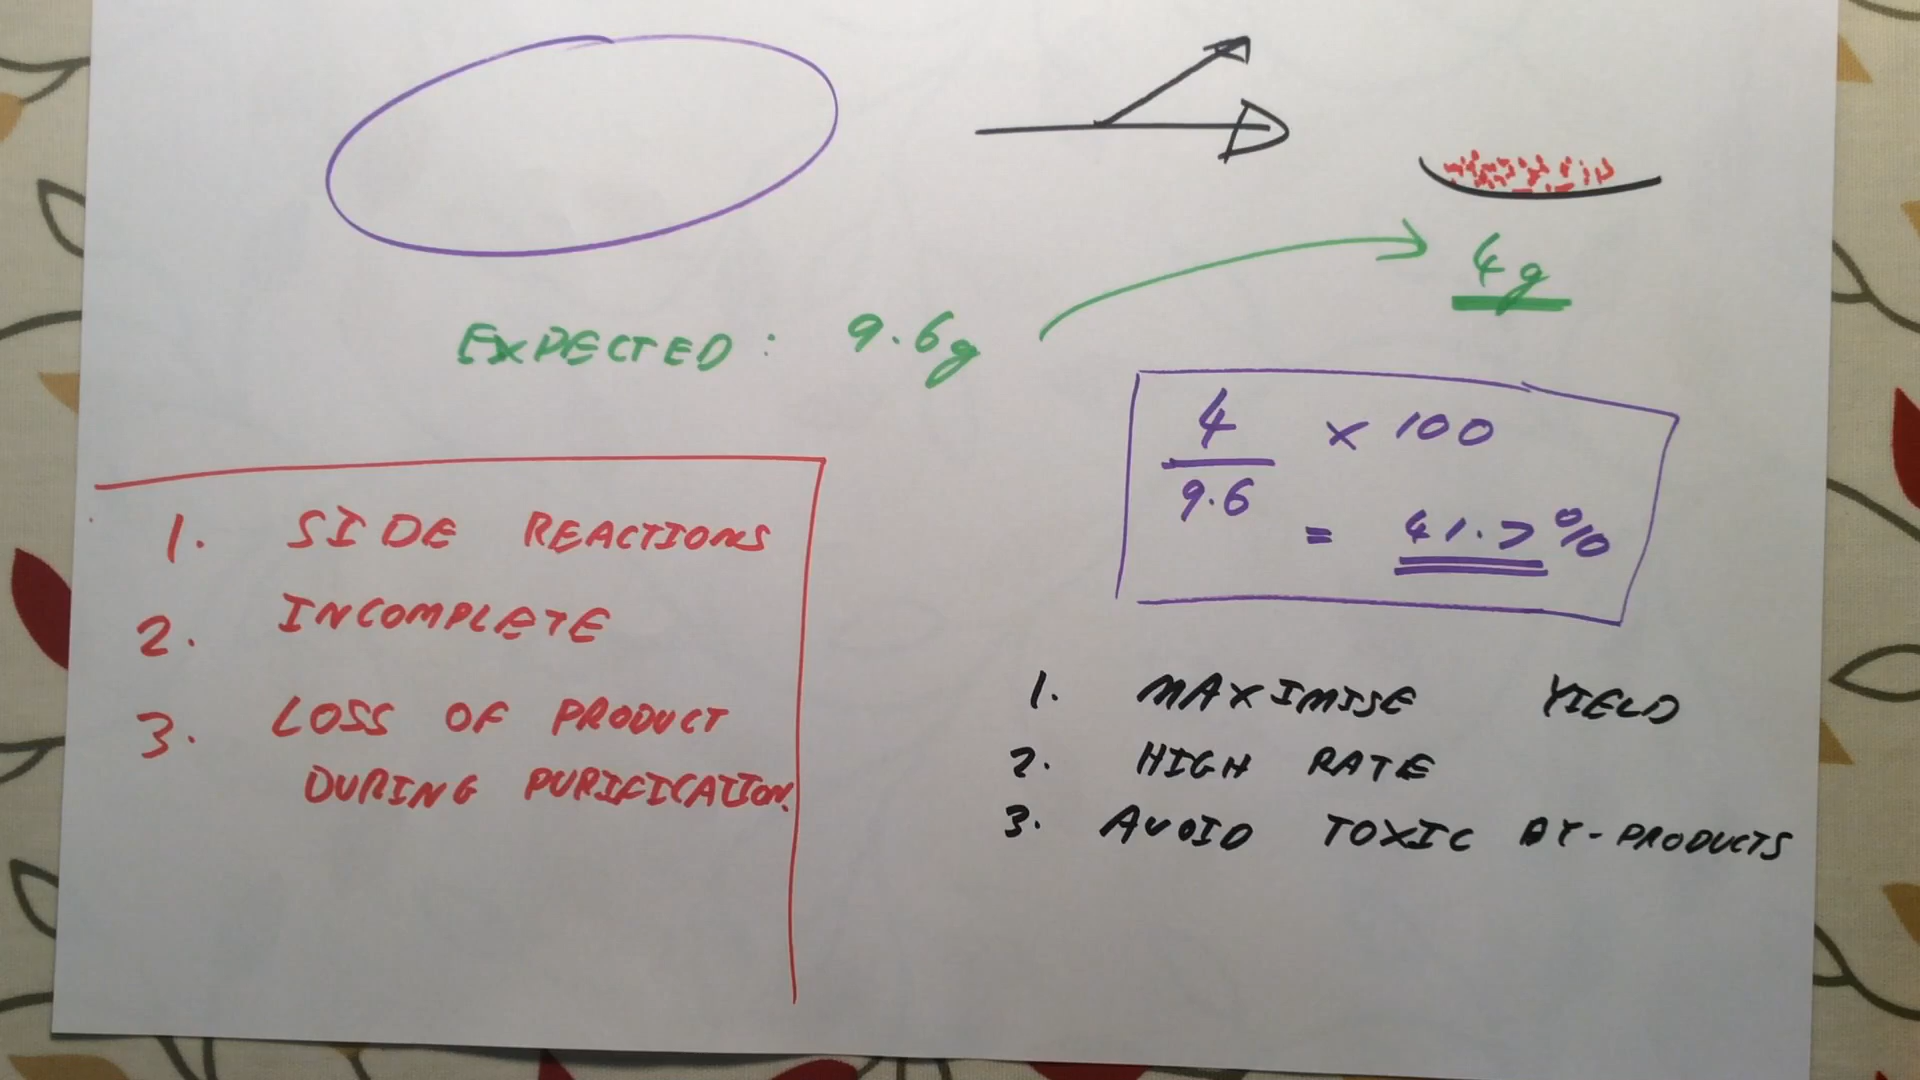 4g
EXPECTED: 9.6g
4
9.6
× 100
= 41.7%
1. SIDE REACTIONS
2. INCOMPLETE
3. LOSS OF PRODUCT
DURING PURIFICATION.
1. MAXIMISE YIELD
2. HIGH RATE
3. AVOID TOXIC BY-PRODUCTS